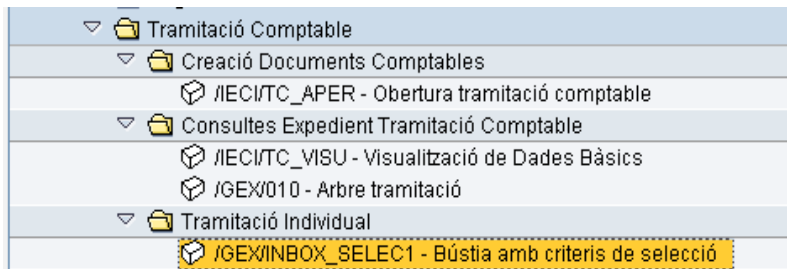 Tramitació Comptable
Creació Documents Comptables
/IECI/TC_APER - Obertura tramitació comptable
Consultes Expedient Tramitació Comptable
/IECI/TC_VISU - Visualització de Dades Bàsics
/GEX/010 - Arbre tramitació
Tramitació Individual
/GEX/INBOX_SELEC1 - Bústia amb criteris de selecció